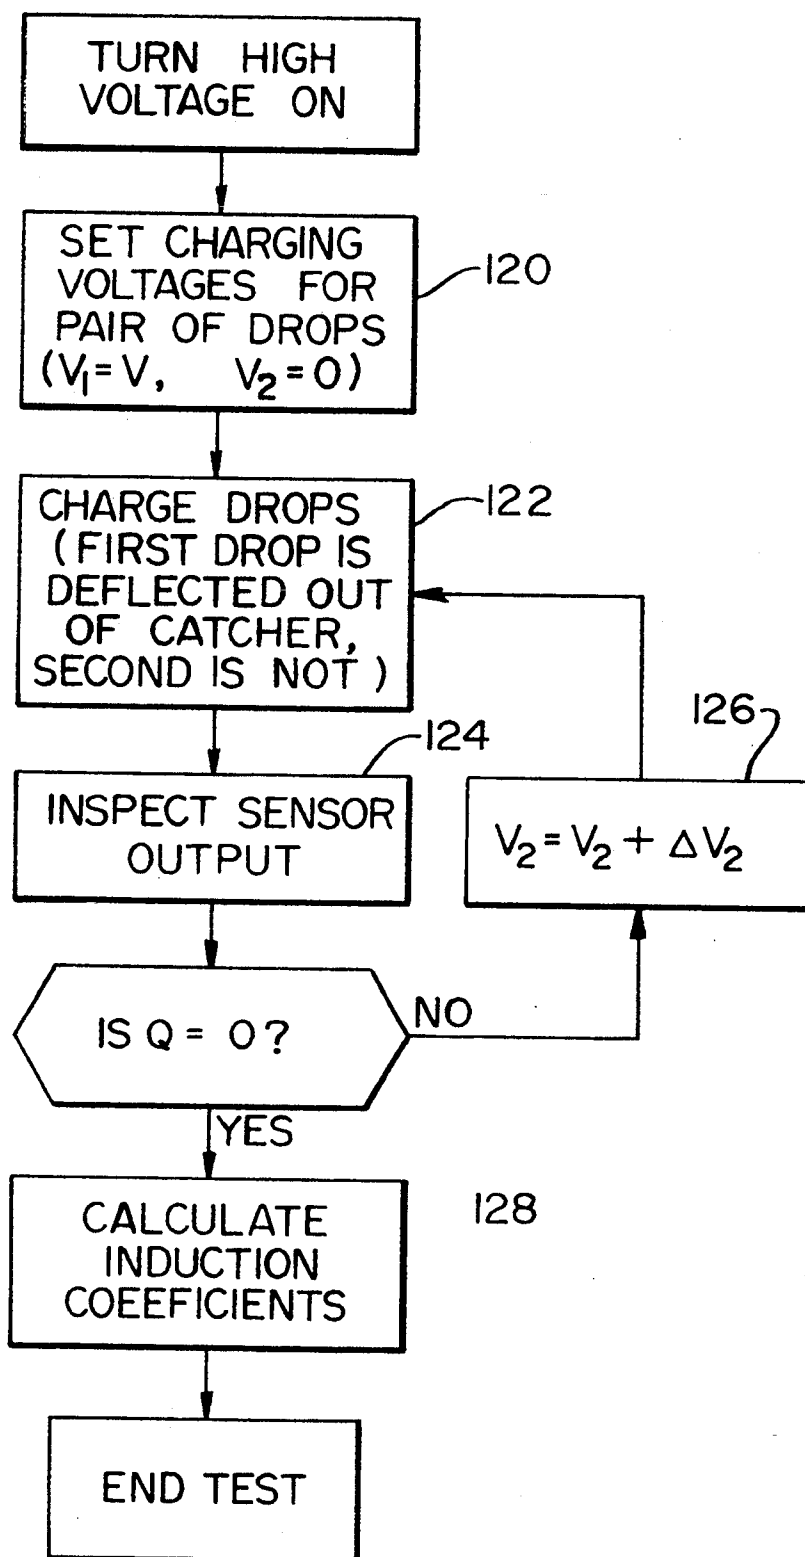 TURN HIGH
VOLTAGE ON
SET CHARGING
VOLTAGES FOR
PAIR OF DROPS
(V₁=V, V₂=0)
120
CHARGE DROPS
(FIRST DROP IS
DEFLECTED OUT
OF CATCHER,
SECOND IS NOT)
122
INSPECT SENSOR
OUTPUT
124
126
V₂=V₂+ΔV₂
IS Q = 0?
NO
YES
CALCULATE
INDUCTION
COEEFICIENTS
128
END TEST